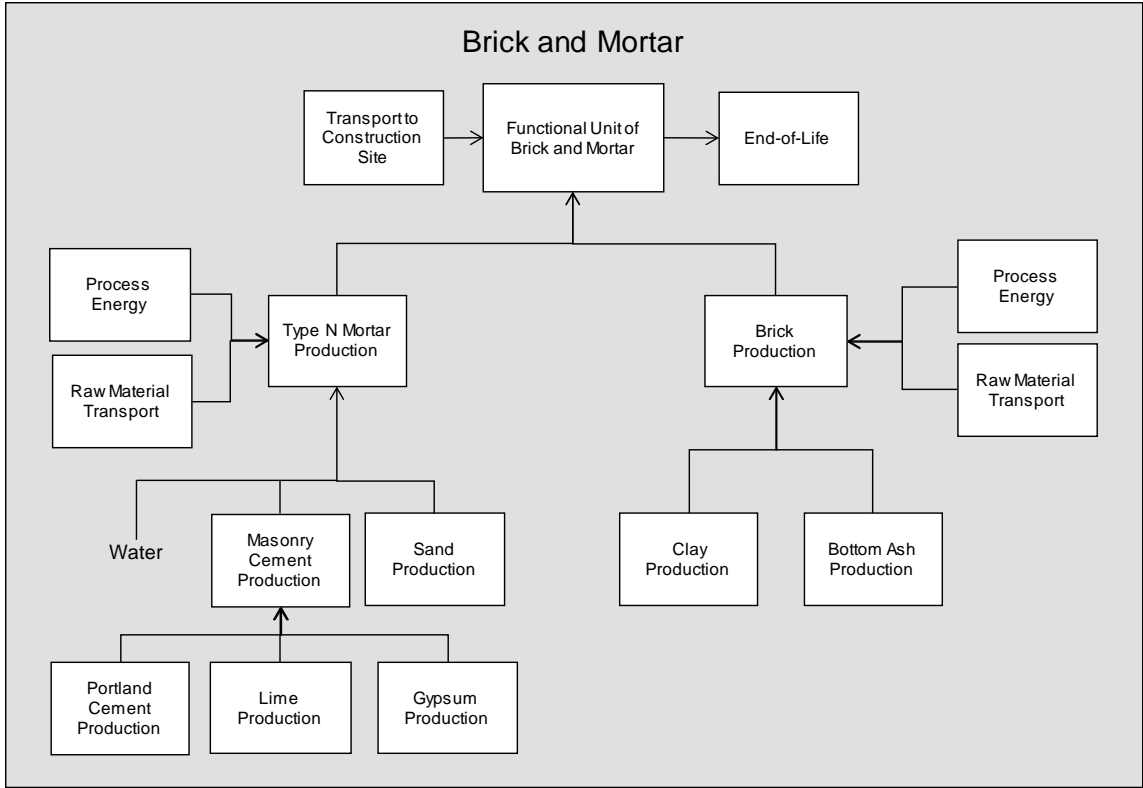 Brick and Mortar
Transport to
Construction
Site
Functional Unit of
Brick and Mortar
End-of-Life
Process
Energy
Raw Material
Transport
Type N Mortar
Production
Brick
Production
Process
Energy
Raw Material
Transport
Water
Masonry
Cement
Production
Sand
Production
Clay
Production
Bottom Ash
Production
Portland
Cement
Production
Lime
Production
Gypsum
Production